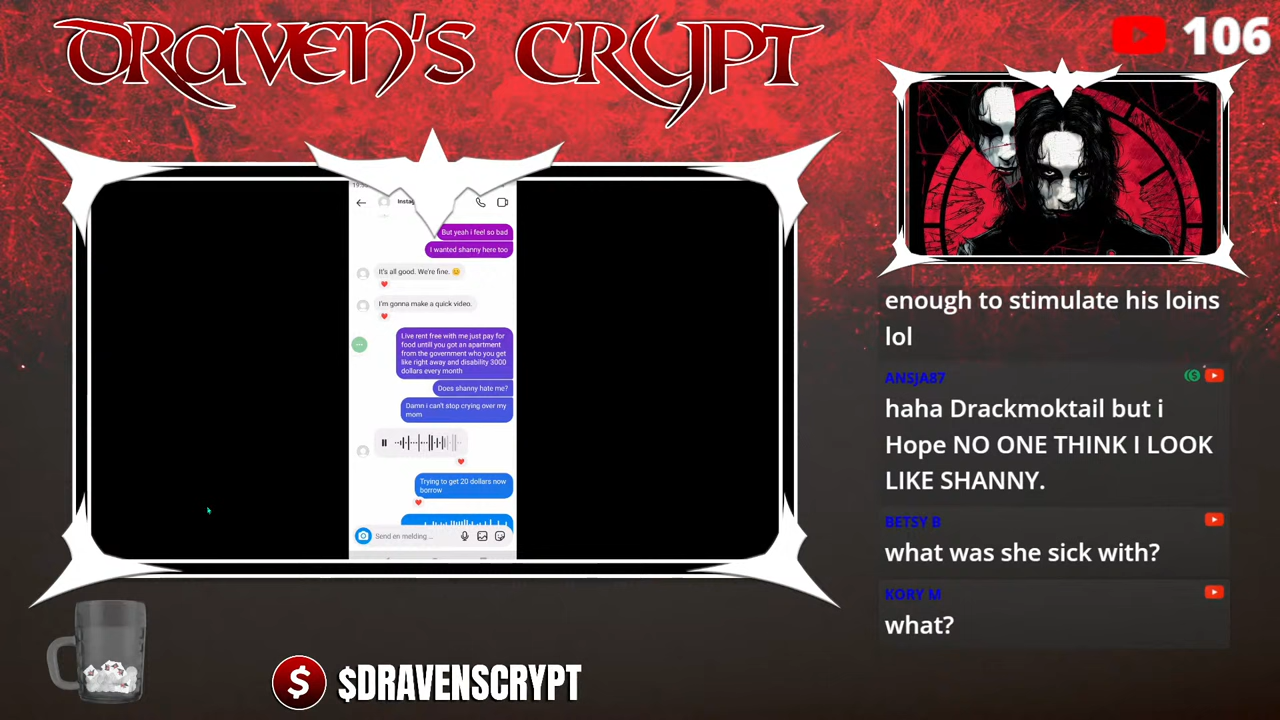 DRAVEN'S CRYPT
106
But yeah i feel so bad
I wanted shanny here too
It's all good. We're fine. 😊
I'm gonna make a quick video.
Live rent free with me just pay for
food untill you got an apartment
from the government who you get
like right away and disability 3000
dollars every month
Does shanny hate me?
Damn i can't stop crying over my
mom
Trying to get 20 dollars now
borrow
Send en melding ...
enough to stimulate his loins
lol
ANSJA87
haha Drackmoktail but i
Hope NO ONE THINK I LOOK
LIKE SHANNY.
BETSY B
what was she sick with?
KORY M
what?
$ $DRAVENSCRYPT